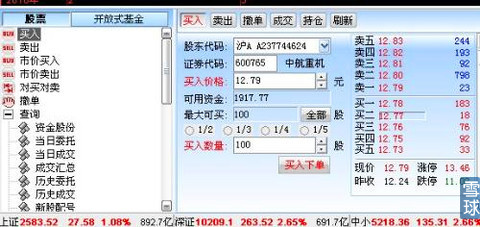 股票 开放式基金
买入 卖出 撤单 成交 持仓 刷新
买入
卖出
市价买入
市价卖出
对买对卖
撤单
查询
资金股份
当日委托
当日成交
成交汇总
历史委托
历史成交
新股配号
股东代码: 沪A A237744624
证券代码: 600765 中航重机
买入价格: 12.79 元
可用资金: 1917.77
最大可买: 100 全部 股
1/2 1/3 1/4 1/5
买入数量: 100 股
买入下单
卖五 12.83 244
卖四 12.82 193
卖三 12.81 92
卖二 12.80 798
卖一 12.79 23
买一 12.78 183
买二 12.77 18
买三 12.76 76
买四 12.75 92
买五 12.73 33
现价 12.79 涨停 13.46
昨收 12.24 跌停
雪球
上证 2583.52 27.58 1.08% 892.7亿 深证 10209.1 263.52 2.65% 691.7亿 中小 5218.36 135.31 2.66%